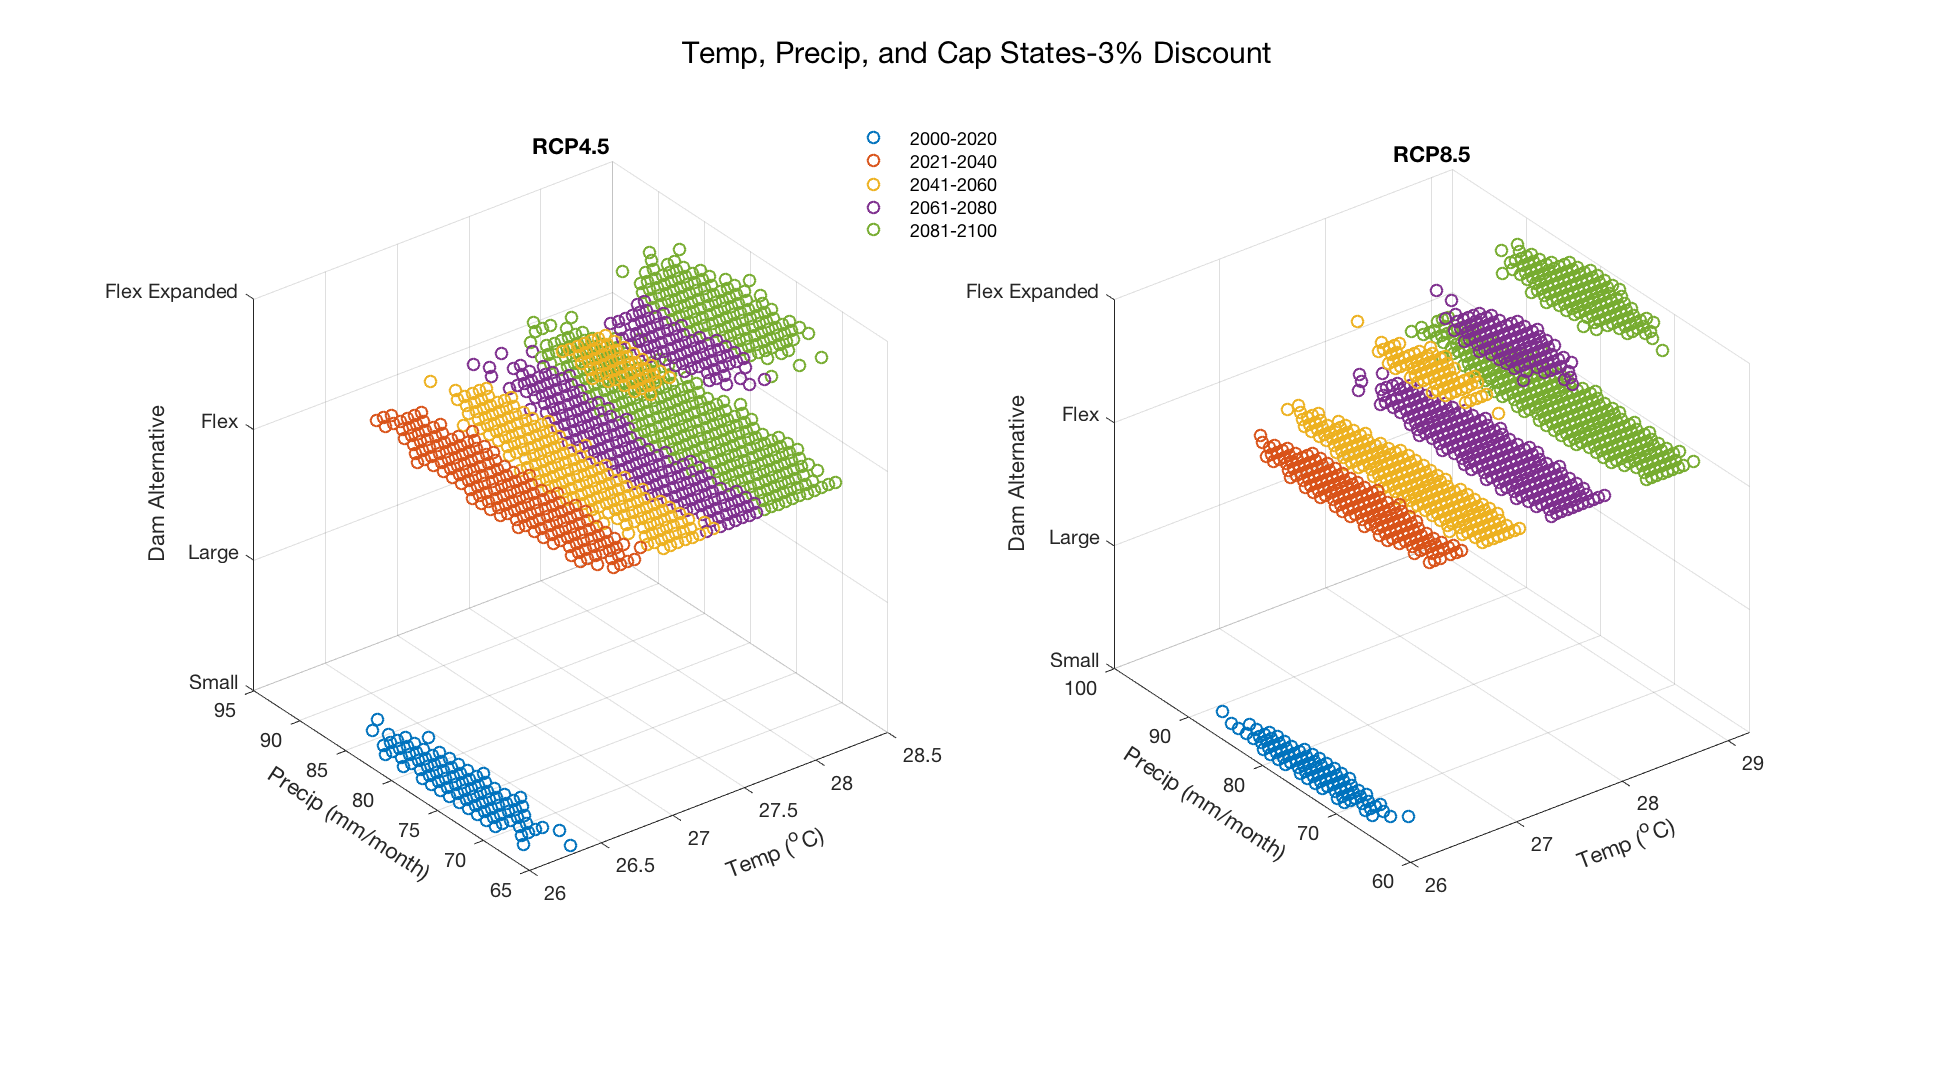 Temp, Precip, and Cap States-3% Discount
RCP4.5
2000-2020
2021-2040
2041-2060
2061-2080
2081-2100
RCP8.5
Flex Expanded
Flex
Large
Small
Dam Alternative
95
90
85
80
75
70
65
Precip (mm/month)
26
26.5
27
27.5
28
28.5
Temp (°C)
Flex Expanded
Flex
Large
Small
Dam Alternative
100
90
80
70
60
Precip (mm/month)
26
27
28
29
Temp (°C)